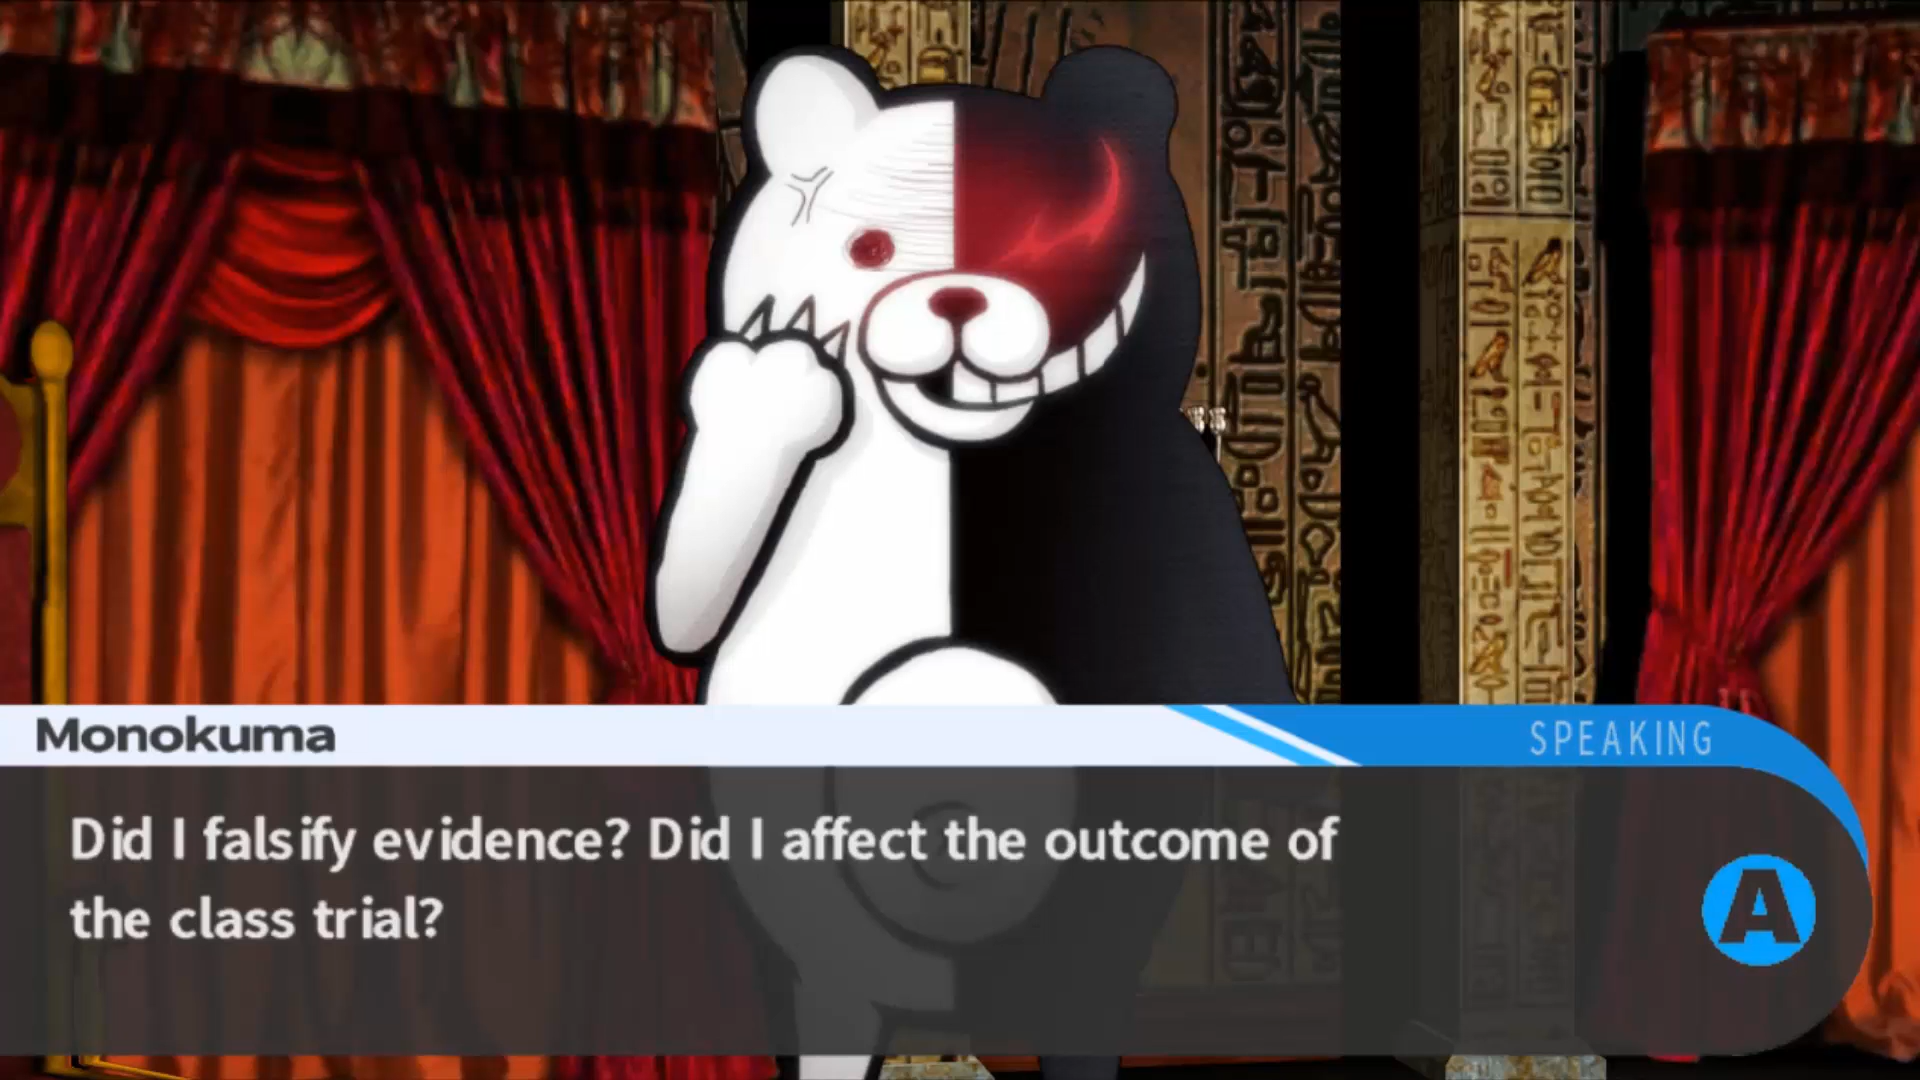 Monokuma
SPEAKING
Did I falsify evidence? Did I affect the outcome of
the class trial?
A